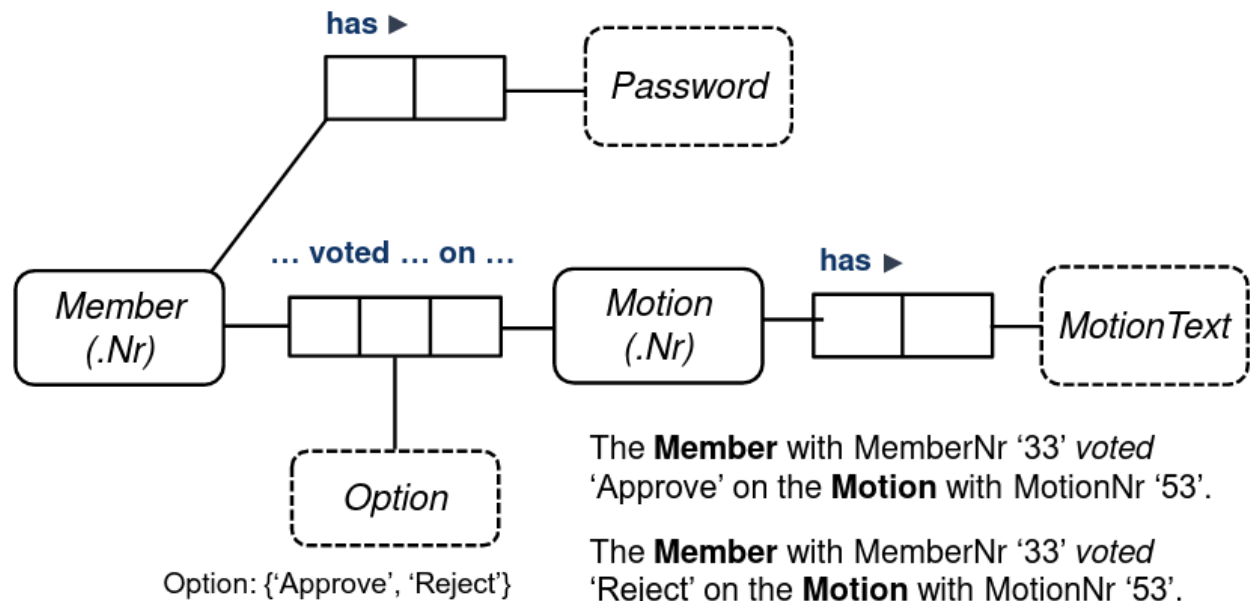 has ►
Password
… voted … on …
has ►
Member
(.Nr)
Motion
(.Nr)
MotionText
Option
Option: {‘Approve’, ‘Reject’}
The Member with MemberNr ‘33’ voted
‘Approve’ on the Motion with MotionNr ‘53’.
The Member with MemberNr ‘33’ voted
‘Reject’ on the Motion with MotionNr ‘53’.